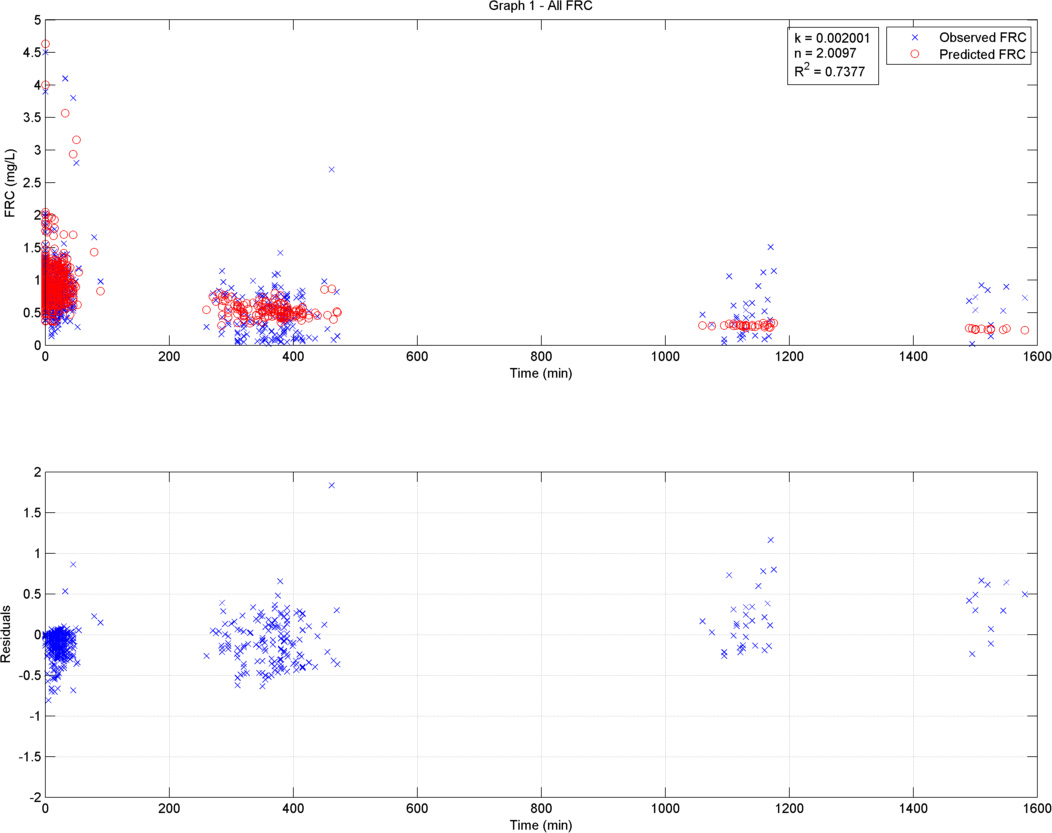 Graph 1 - All FRC
k = 0.002001
n = 2.0097
R² = 0.7377
Observed FRC
Predicted FRC
FRC (mg/L)
5
4.5
4
3.5
3
2.5
2
1.5
1
0.5
0
0 200 400 600 800 1000 1200 1400 1600
Time (min)
Residuals
2
1.5
1
0.5
0
-0.5
-1
-1.5
-2
0 200 400 600 800 1000 1200 1400 1600
Time (min)